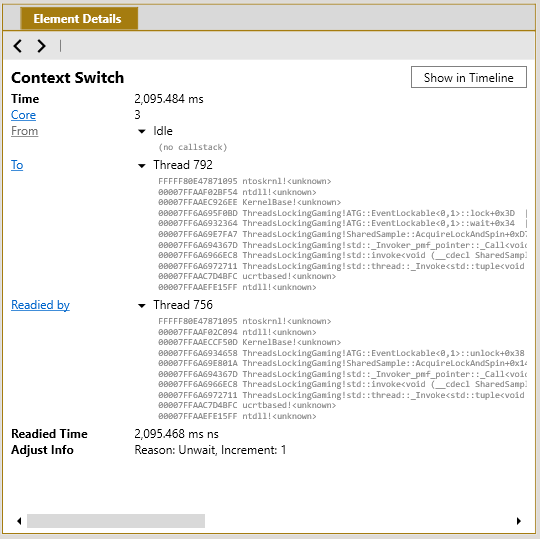 Element Details
Context Switch
Show in Timeline
Time 2,095.484 ms
Core 3
From Idle
(no callstack)
To Thread 792
FFFFF80E47871095 ntoskrnl!<unknown>
00007FFAAF02BF54 ntdll!<unknown>
00007FFAAEC926EE KernelBase!<unknown>
00007FF6A695F0BD ThreadsLockingGaming!ATG::EventLockable<0,1>::lock+0x3D |
00007FF6A6932364 ThreadsLockingGaming!ATG::EventLockable<0,1>::wait+0x34 |
00007FF6A69E7FA7 ThreadsLockingGaming!SharedSample::AcquireLockAndSpin+0xD7
00007FF6A694367D ThreadsLockingGaming!std::_Invoker_pmf_pointer::_Call<void
00007FF6A6966EC8 ThreadsLockingGaming!std::invoke<void (__cdecl SharedSamp
00007FF6A6972711 ThreadsLockingGaming!std::thread::_Invoke<std::tuple<void
00007FFAAC7D4BFC ucrtbased!<unknown>
00007FFAAEFE15FF ntdll!<unknown>
Readied by Thread 756
FFFFF80E47871095 ntoskrnl!<unknown>
00007FFAAF02C094 ntdll!<unknown>
00007FFAAECCF50D KernelBase!<unknown>
00007FF6A6934658 ThreadsLockingGaming!ATG::EventLockable<0,1>::unlock+0x38
00007FF6A69E801A ThreadsLockingGaming!SharedSample::AcquireLockAndSpin+0x14
00007FF6A694367D ThreadsLockingGaming!std::_Invoker_pmf_pointer::_Call<void
00007FF6A6966EC8 ThreadsLockingGaming!std::invoke<void (__cdecl SharedSamp
00007FF6A6972711 ThreadsLockingGaming!std::thread::_Invoke<std::tuple<void
00007FFAAC7D4BFC ucrtbased!<unknown>
00007FFAAEFE15FF ntdll!<unknown>
Readied Time 2,095.468 ms ns
Adjust Info Reason: Unwait, Increment: 1